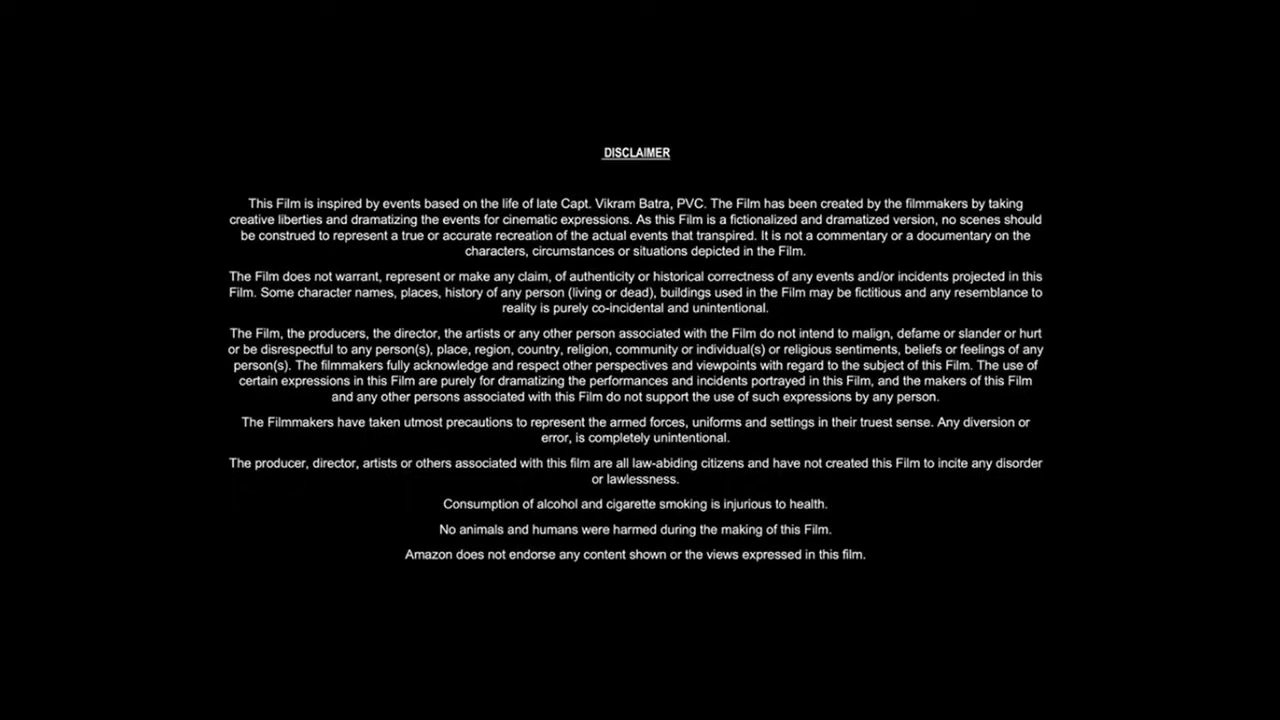 DISCLAIMER
This Film is inspired by events based on the life of late Capt. Vikram Batra, PVC. The Film has been created by the filmmakers by taking
creative liberties and dramatizing the events for cinematic expressions. As this Film is a fictionalized and dramatized version, no scenes should
be construed to represent a true or accurate recreation of the actual events that transpired. It is not a commentary or a documentary on the
characters, circumstances or situations depicted in the Film.
The Film does not warrant, represent or make any claim, of authenticity or historical correctness of any events and/or incidents projected in this
Film. Some character names, places, history of any person (living or dead), buildings used in the Film may be fictitious and any resemblance to
reality is purely co-incidental and unintentional.
The Film, the producers, the director, the artists or any other person associated with the Film do not intend to malign, defame or slander or hurt
or be disrespectful to any person(s), place, region, country, religion, community or individual(s) or religious sentiments, beliefs or feelings of any
person(s). The filmmakers fully acknowledge and respect other perspectives and viewpoints with regard to the subject of this Film. The use of
certain expressions in this Film are purely for dramatizing the performances and incidents portrayed in this Film, and the makers of this Film
and any other persons associated with this Film do not support the use of such expressions by any person.
The Filmmakers have taken utmost precautions to represent the armed forces, uniforms and settings in their truest sense. Any diversion or
error, is completely unintentional.
The producer, director, artists or others associated with this film are all law-abiding citizens and have not created this Film to incite any disorder
or lawlessness.
Consumption of alcohol and cigarette smoking is injurious to health.
No animals and humans were harmed during the making of this Film.
Amazon does not endorse any content shown or the views expressed in this film.